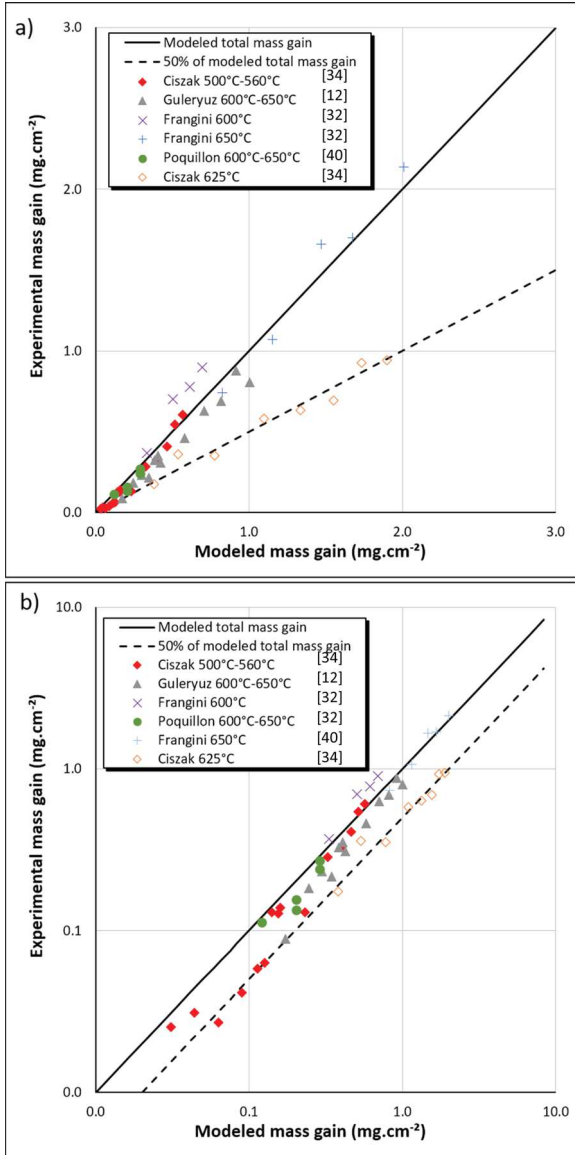 a)
3.0
Modeled total mass gain
50% of modeled total mass gain
Ciszak 500°C-560°C [34]
Guleryuz 600°C-650°C [12]
Frangini 600°C [32]
Frangini 650°C [32]
Poquillon 600°C-650°C [40]
Ciszak 625°C [34]
2.0
1.0
0.0
Experimental mass gain (mg.cm⁻²)
0.0 1.0 2.0 3.0
Modeled mass gain (mg.cm⁻²)
b)
10.0
Modeled total mass gain
50% of modeled total mass gain
Ciszak 500°C-560°C [34]
Guleryuz 600°C-650°C [12]
Frangini 600°C [32]
Poquillon 600°C-650°C [32]
Frangini 650°C [40]
Ciszak 625°C [34]
1.0
0.1
0.0
Experimental mass gain (mg.cm⁻²)
0.0 0.1 1.0 10.0
Modeled mass gain (mg.cm⁻²)